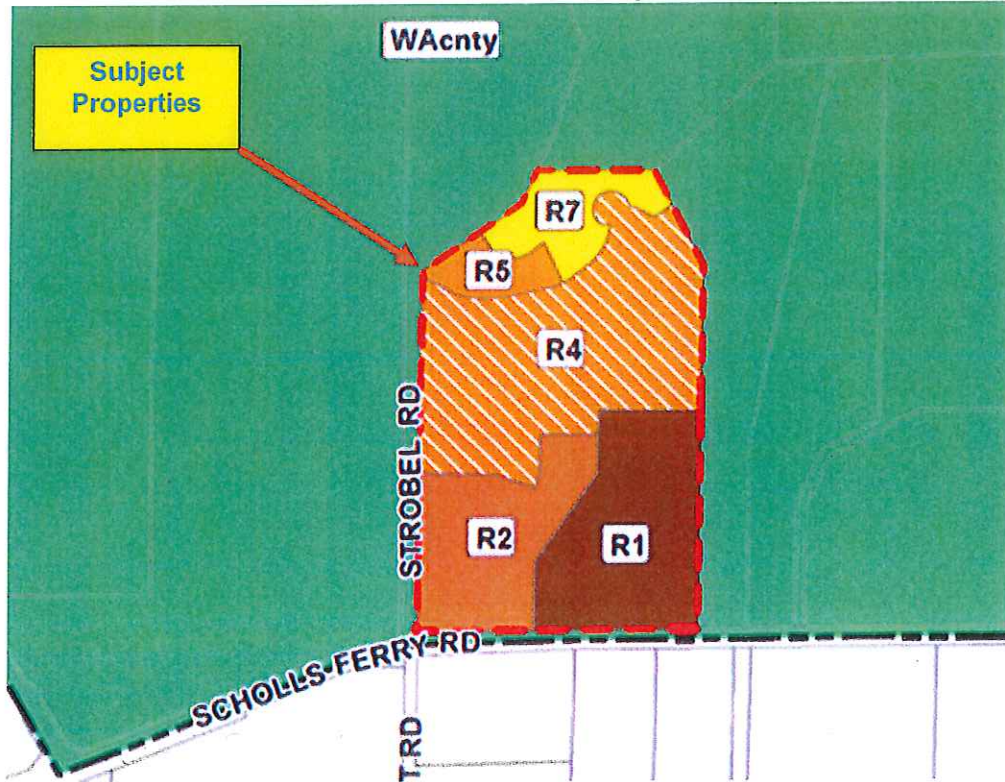 WAcnty
Subject
Properties
R7
R5
R4
STROBEL RD
R2
R1
SCHOLLS FERRY RD
T RD